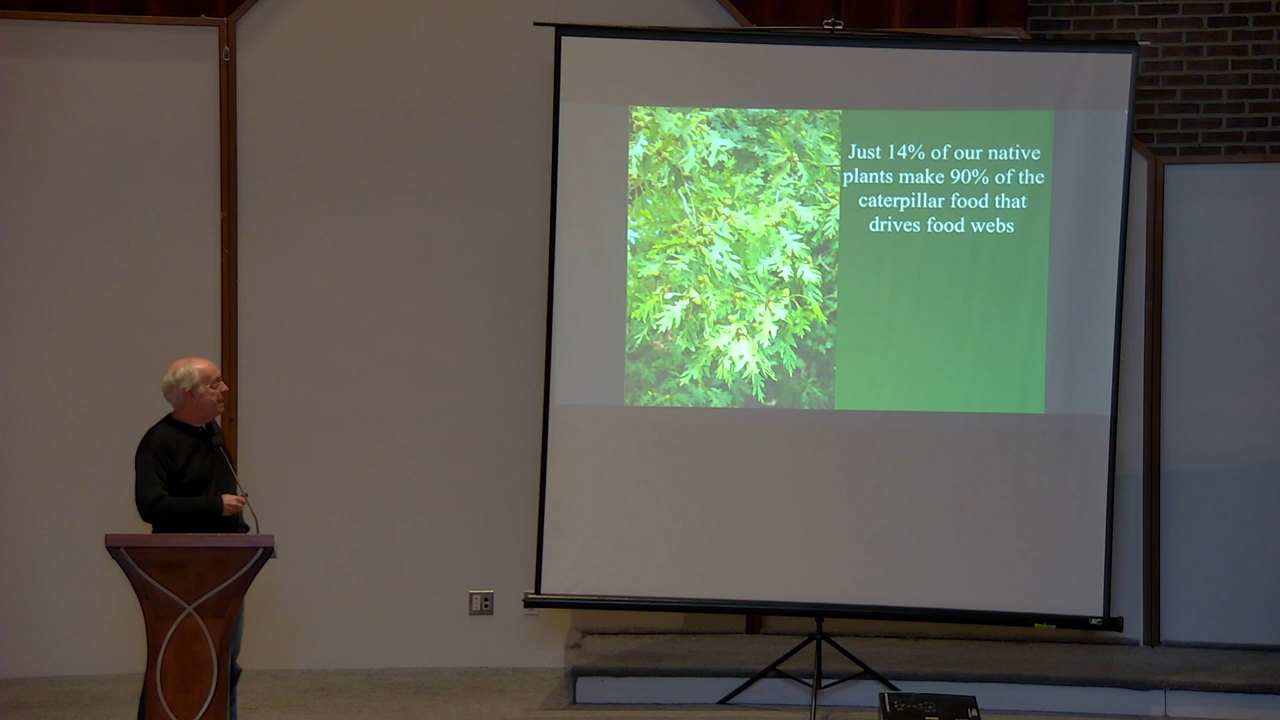 Just 14% of our native
plants make 90% of the
caterpillar food that
drives food webs